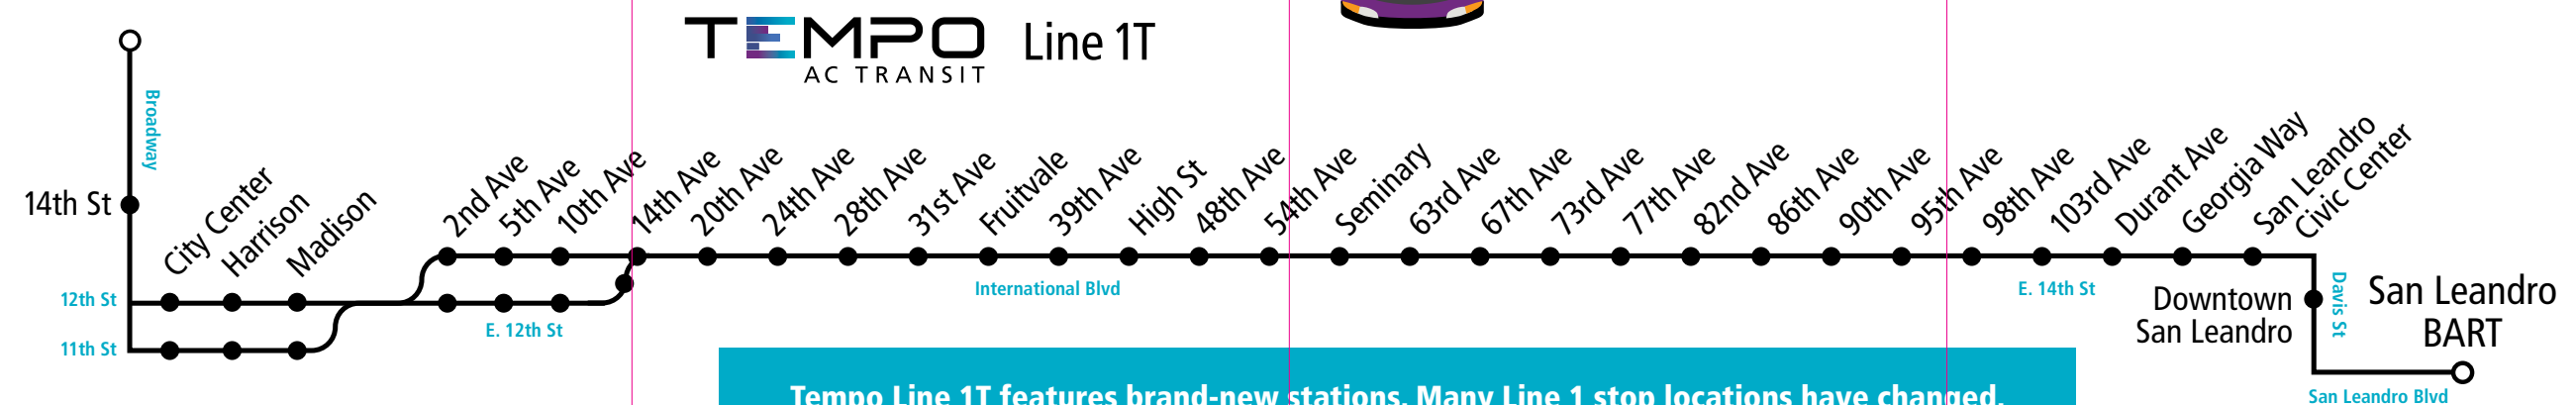 TEMPO
AC TRANSIT
Line 1T
Broadway
14th St
City Center
Harrison
Madison
2nd Ave
5th Ave
10th Ave
14th Ave
20th Ave
24th Ave
28th Ave
31st Ave
Fruitvale
39th Ave
High St
48th Ave
54th Ave
Seminary
63rd Ave
67th Ave
73rd Ave
77th Ave
82nd Ave
86th Ave
90th Ave
95th Ave
98th Ave
103rd Ave
Durant Ave
Georgia Way
San Leandro
Civic Center
12th St
11th St
E. 12th St
International Blvd
E. 14th St
Downtown
San Leandro
Davis St
San Leandro
BART
San Leandro Blvd
Tempo Line 1T features brand-new stations. Many Line 1 stop locations have changed.